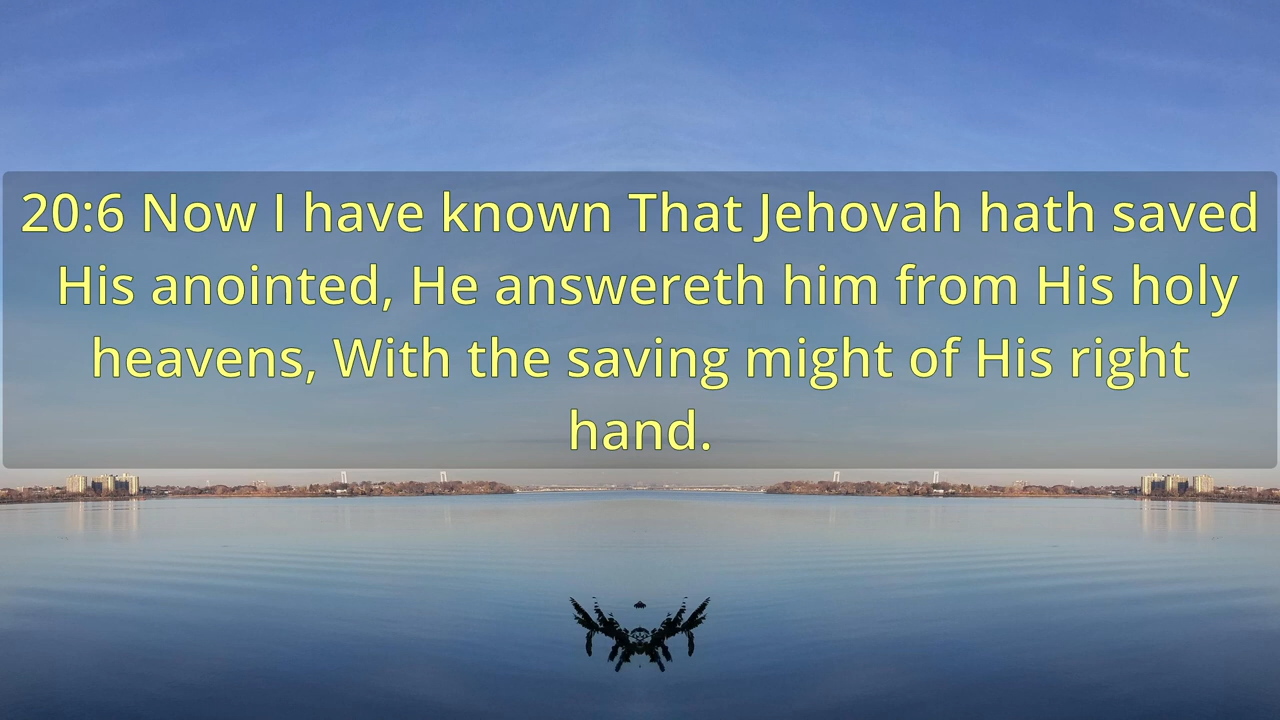 20:6 Now I have known That Jehovah hath saved
His anointed, He answereth him from His holy
heavens, With the saving might of His right
hand.